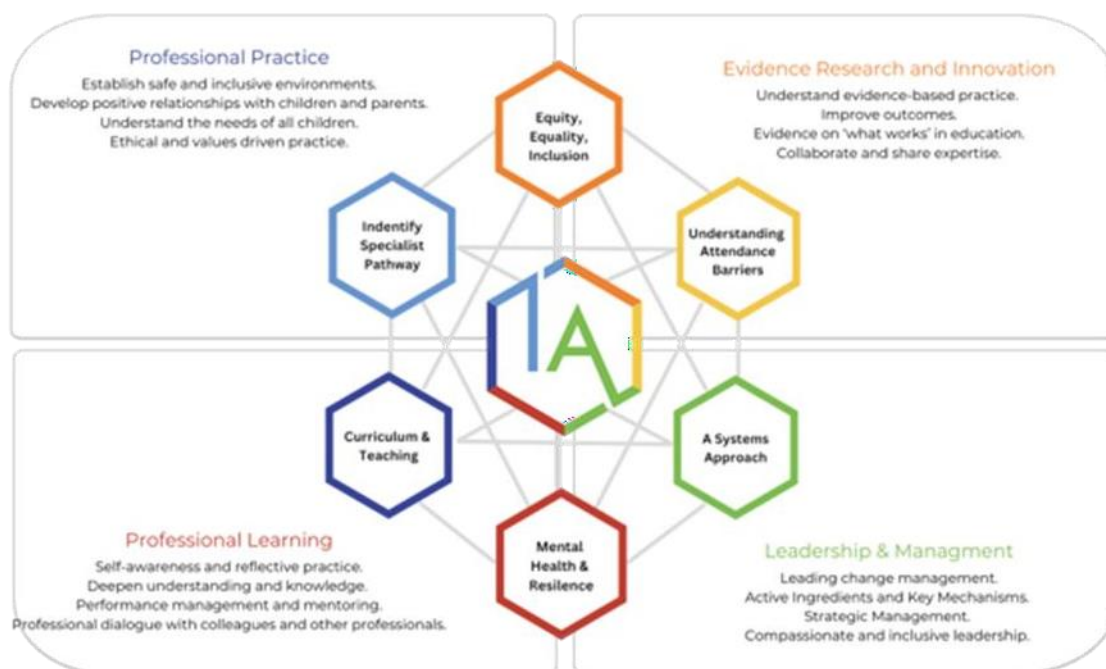 Professional Practice
Establish safe and inclusive environments.
Develop positive relationships with children and parents.
Understand the needs of all children.
Ethical and values driven practice.
Evidence Research and Innovation
Understand evidence-based practice.
Improve outcomes.
Evidence on 'what works' in education.
Collaborate and share expertise.
Equity,
Equality,
Inclusion
Indentify
Specialist
Pathway
Understanding
Attendance
Barriers
1A
Curriculum &
Teaching
A Systems
Approach
Mental
Health &
Resilence
Professional Learning
Self-awareness and reflective practice.
Deepen understanding and knowledge.
Performance management and mentoring.
Professional dialogue with colleagues and other professionals.
Leadership & Managment
Leading change management.
Active Ingredients and Key Mechanisms.
Strategic Management.
Compassionate and inclusive leadership.